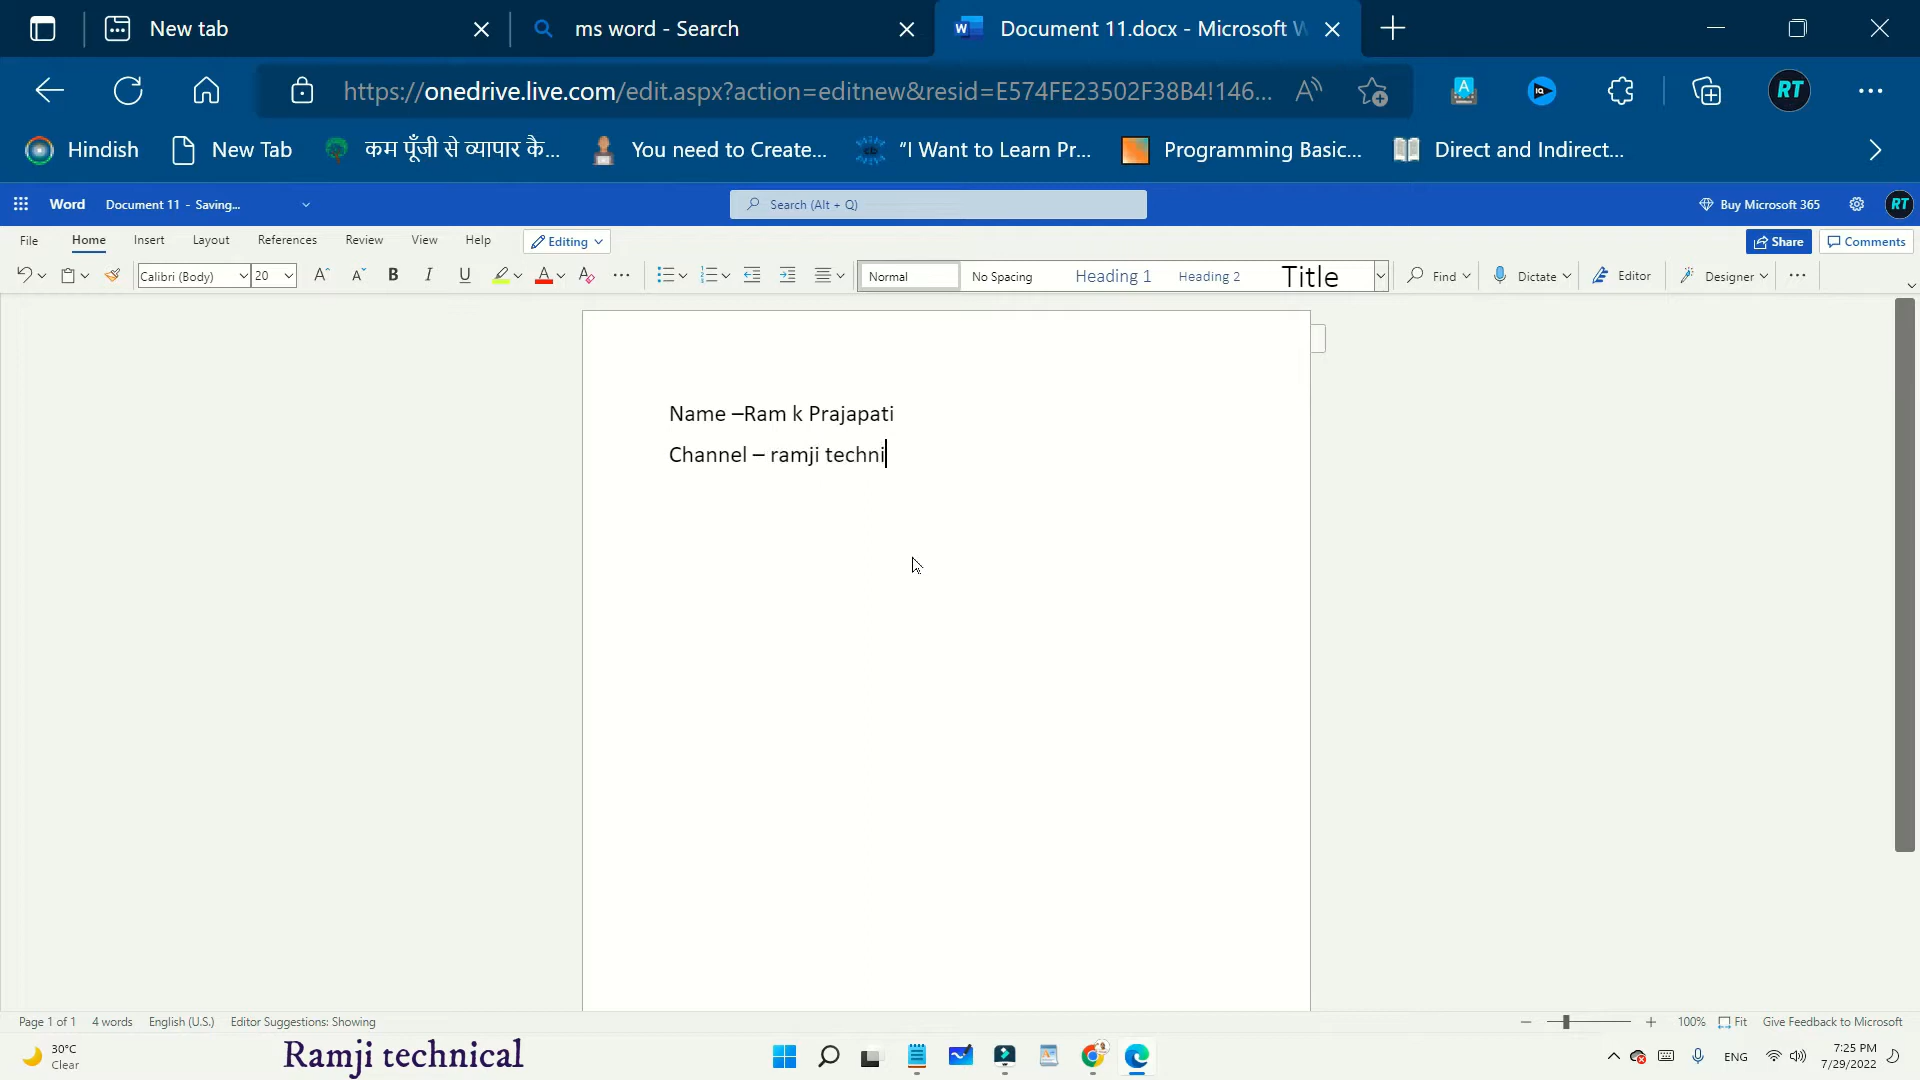 New tab
ms word - Search
Document 11.docx - Microsoft W
https://onedrive.live.com/edit.aspx?action=editnew&resid=E574FE23502F38B4!146...
RT
Hindish
New Tab
कम पूँजी से व्यापार कै...
You need to Create...
“I Want to Learn Pr...
Programming Basic...
Direct and Indirect...
Word
Document 11 - Saving...
Search (Alt + Q)
Buy Microsoft 365
RT
File
Home
Insert
Layout
References
Review
View
Help
Editing
Share
Comments
Calibri (Body)
20
Normal
No Spacing
Heading 1
Heading 2
Title
Find
Dictate
Editor
Designer
Name –Ram k Prajapati
Channel – ramji techni
Page 1 of 1
4 words
English (U.S.)
Editor Suggestions: Showing
100%
Fit
Give Feedback to Microsoft
30°C
Clear
Ramji technical
ENG
7:25 PM
7/29/2022